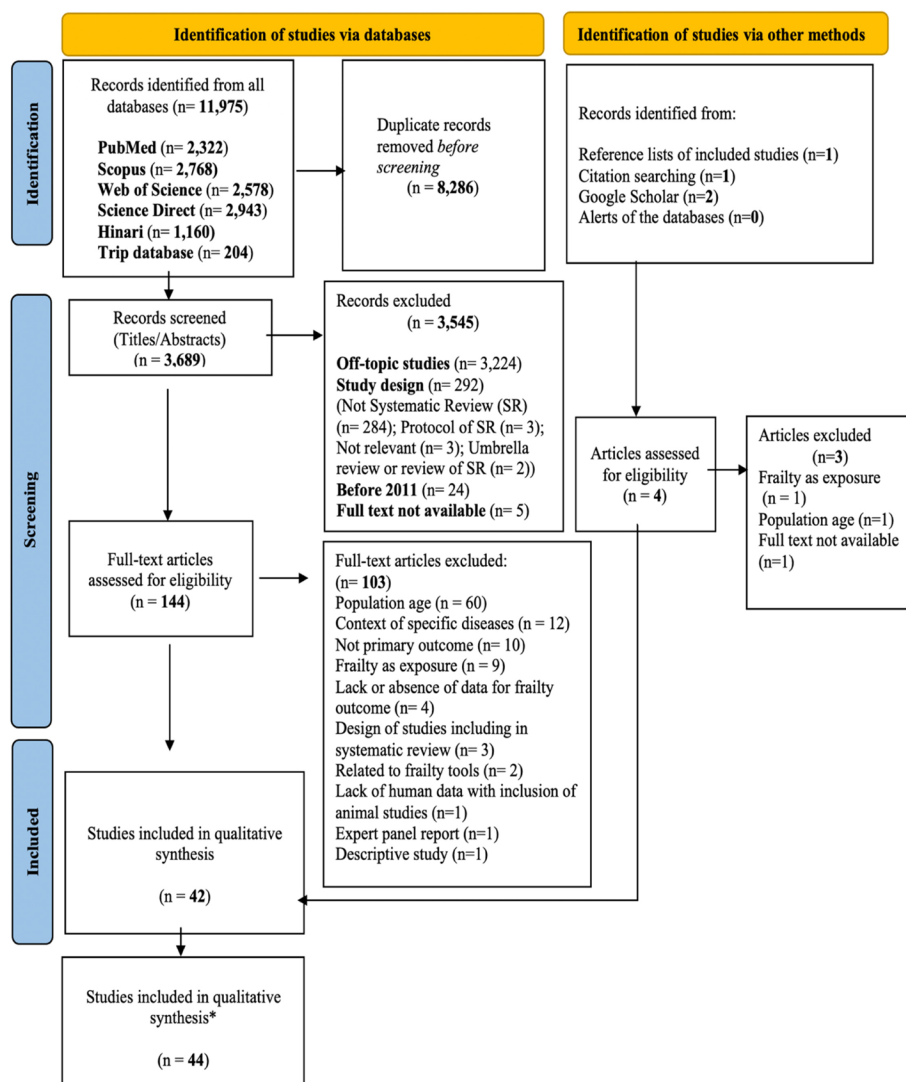 Identification of studies via databases
Identification of studies via other methods
Identification
Records identified from all
databases (n= 11,975)
PubMed (n= 2,322
Scopus (n= 2,768)
Web of Science (n= 2,578)
Science Direct (n= 2,943)
Hinari (n= 1,160)
Trip database (n= 204)
Duplicate records
removed before
screening
(n = 8,286)
Records identified from:
Reference lists of included studies (n=1)
Citation searching (n=1)
Google Scholar (n=2)
Alerts of the databases (n=0)
Screening
Records screened
(Titles/Abstracts)
(n = 3,689)
Records excluded
(n = 3,545)
Off-topic studies (n= 3,224)
Study design (n= 292)
(Not Systematic Review (SR)
(n= 284); Protocol of SR (n= 3);
Not relevant (n= 3); Umbrella
review or review of SR (n= 2))
Before 2011 (n= 24)
Full text not available (n= 5)
Articles assessed
for eligibility
(n = 4)
Articles excluded
(n=3)
Frailty as exposure
(n = 1)
Population age (n=1)
Full text not available
(n=1)
Full-text articles
assessed for eligibility
(n = 144)
Full-text articles excluded:
(n= 103)
Population age (n = 60)
Context of specific diseases (n = 12)
Not primary outcome (n= 10)
Frailty as exposure (n = 9)
Lack or absence of data for frailty
outcome (n= 4)
Design of studies including in
systematic review (n= 3)
Related to frailty tools (n= 2)
Lack of human data with inclusion of
animal studies (n=1)
Expert panel report (n=1)
Descriptive study (n=1)
Included
Studies included in qualitative
synthesis
(n = 42)
Studies included in qualitative
synthesis*
(n = 44)